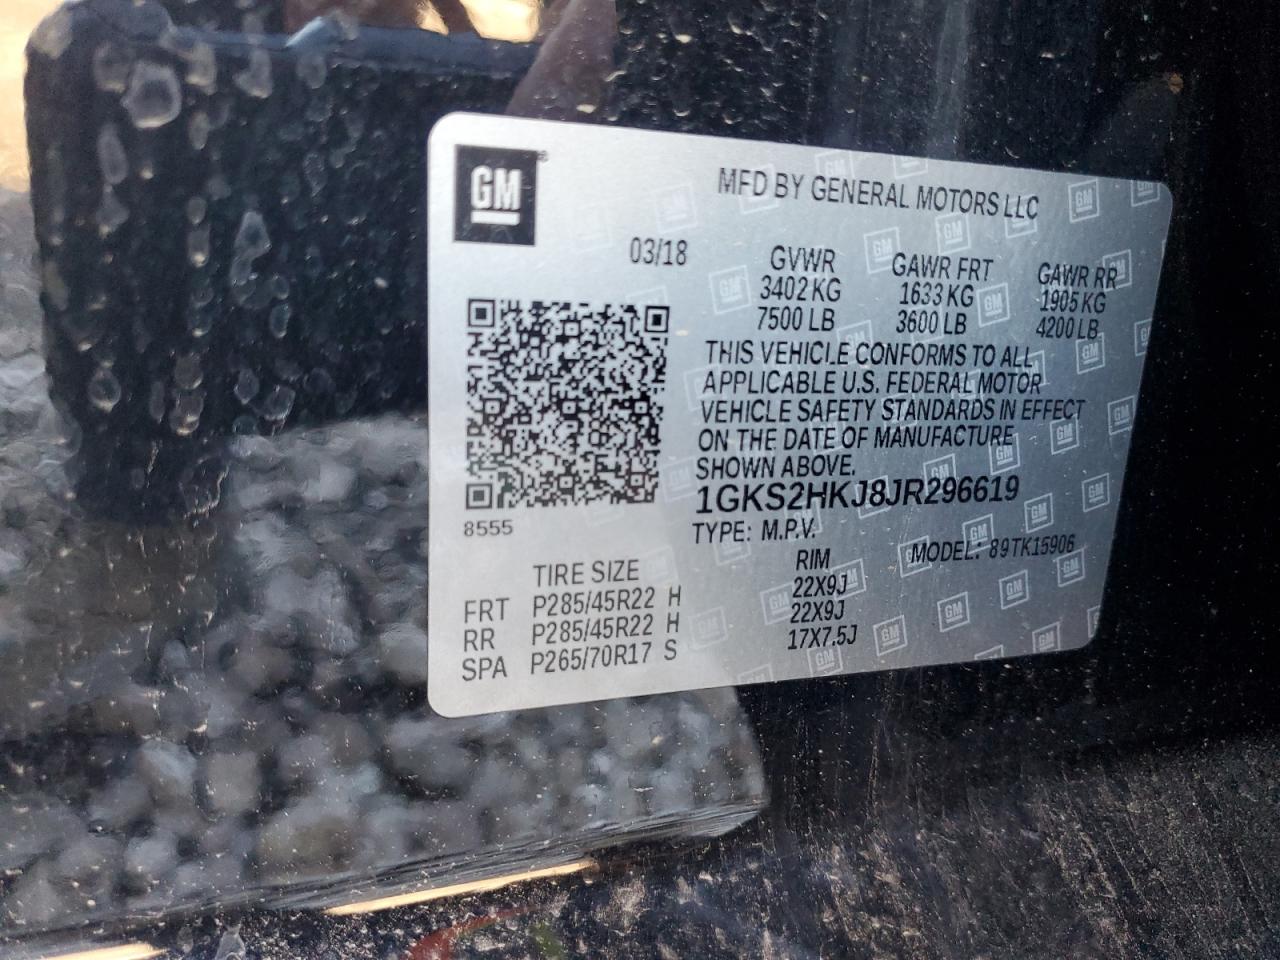 GM
MFD BY GENERAL MOTORS LLC
03/18
GVWR GAWR FRT GAWR RR
3402 KG 1633 KG 1905 KG
7500 LB 3600 LB 4200 LB
THIS VEHICLE CONFORMS TO ALL
APPLICABLE U.S. FEDERAL MOTOR
VEHICLE SAFETY STANDARDS IN EFFECT
ON THE DATE OF MANUFACTURE
SHOWN ABOVE.
1GKS2HKJ8JR296619
8555
TYPE: M.P.V. MODEL: 89TK15906
TIRE SIZE RIM
FRT P285/45R22 H 22X9J
RR P285/45R22 H 22X9J
SPA P265/70R17 S 17X7.5J